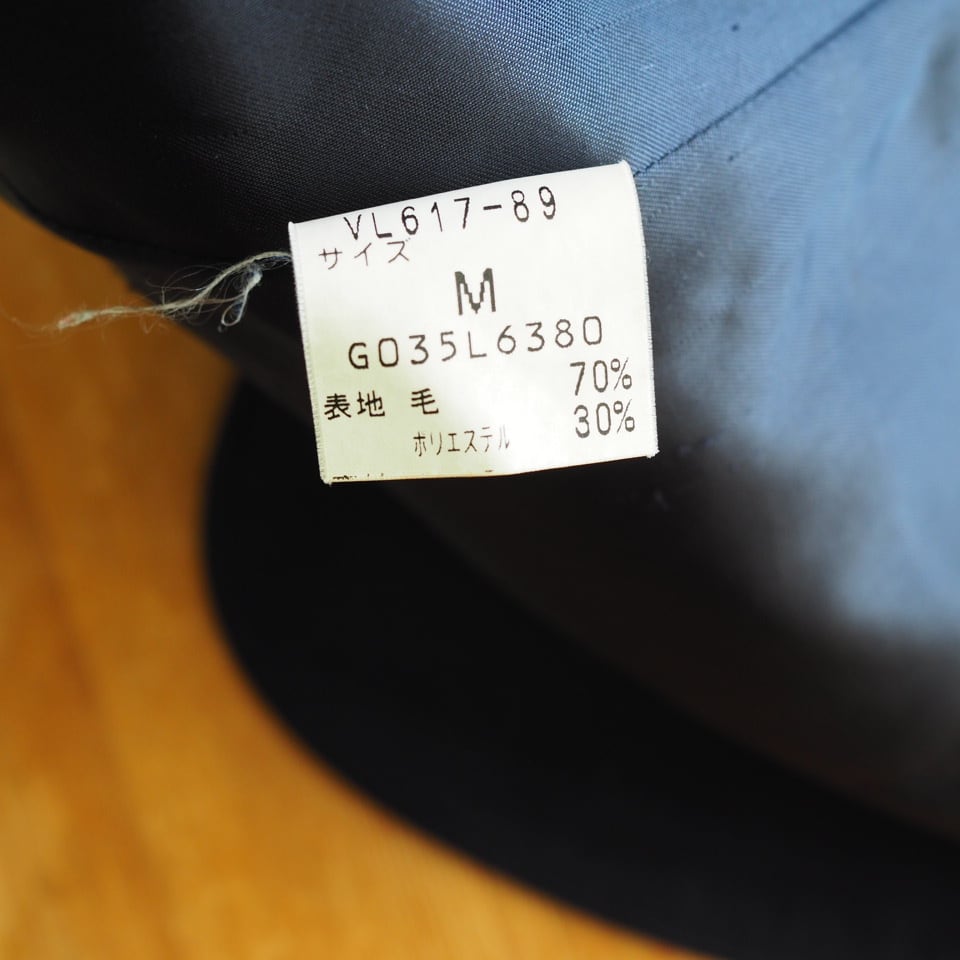 VL617-89
サイズ
M
G035L6380
表地 毛 70%
ポリエステル 30%